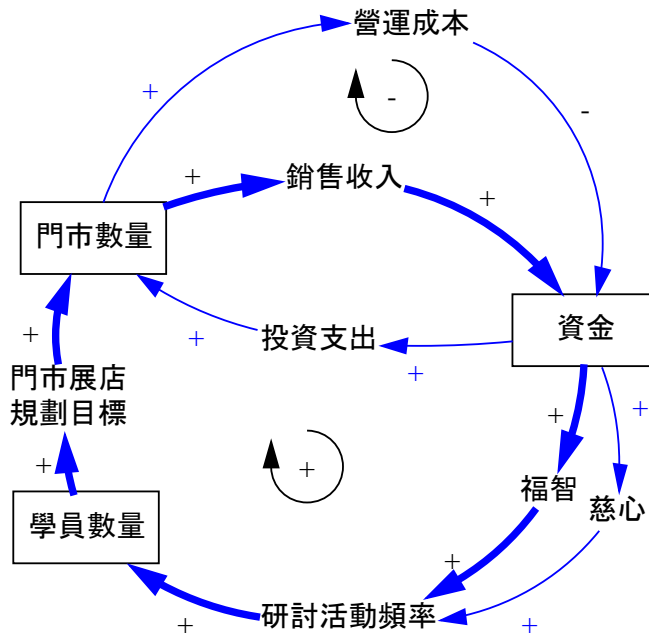 營運成本
+
-
-
+
銷售收入
+
門市數量
資金
投資支出
+
+
+
門市展店
規劃目標
+
+
+
+
福智
慈心
學員數量
+
+
研討活動頻率
+